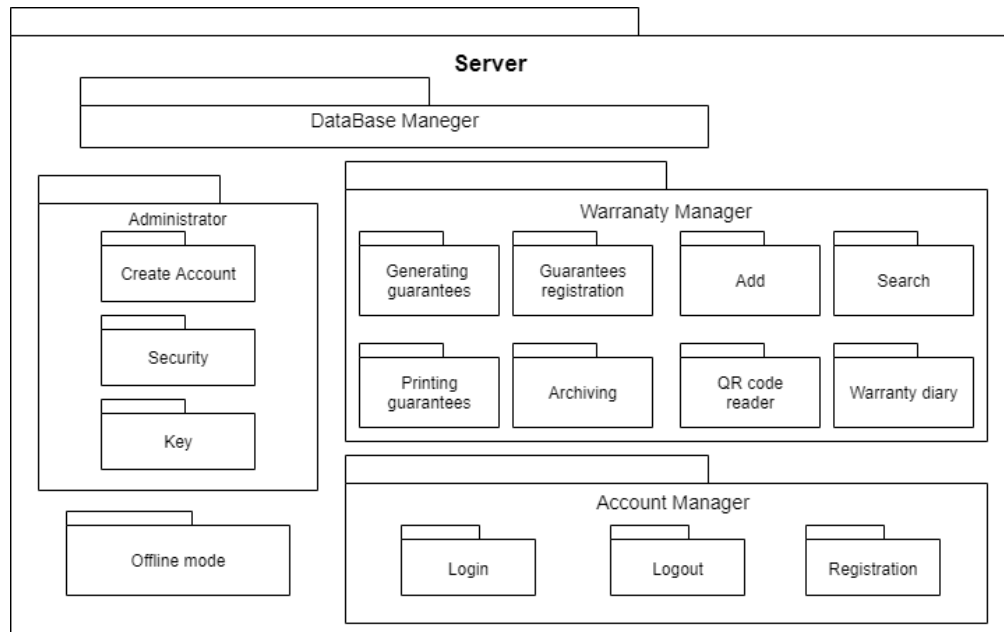 Server
DataBase Maneger
Administrator
Create Account
Security
Key
Offline mode
Warranaty Manager
Generating
guarantees
Guarantees
registration
Add
Search
Printing
guarantees
Archiving
QR code
reader
Warranty diary
Account Manager
Login
Logout
Registration